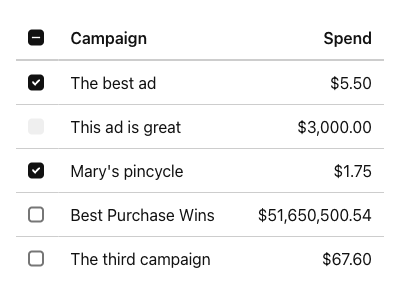 Campaign Spend
The best ad $5.50
This ad is great $3,000.00
Mary's pincycle $1.75
Best Purchase Wins $51,650,500.54
The third campaign $67.60